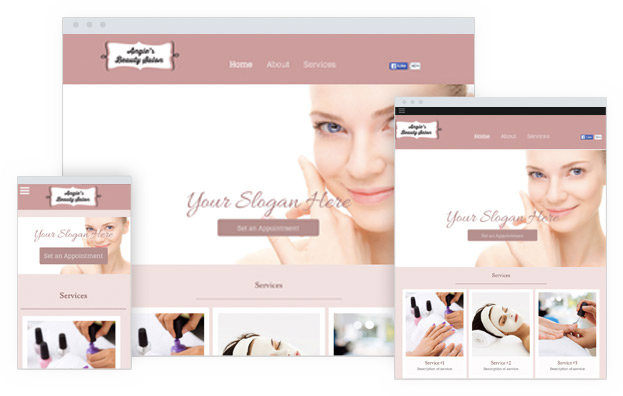 Angie's
Beauty Salon
Home About Services
Like
Your Slogan Here
Set an Appointment
Services
Angie's
Beauty Salon
Your Slogan Here
Set an Appointment
Services
Angie's
Beauty Salon
Home About Services
Like
Your Slogan Here
Set an Appointment
Services
Service #1 Service #2 Service #3
Description of service Description of service Description of service